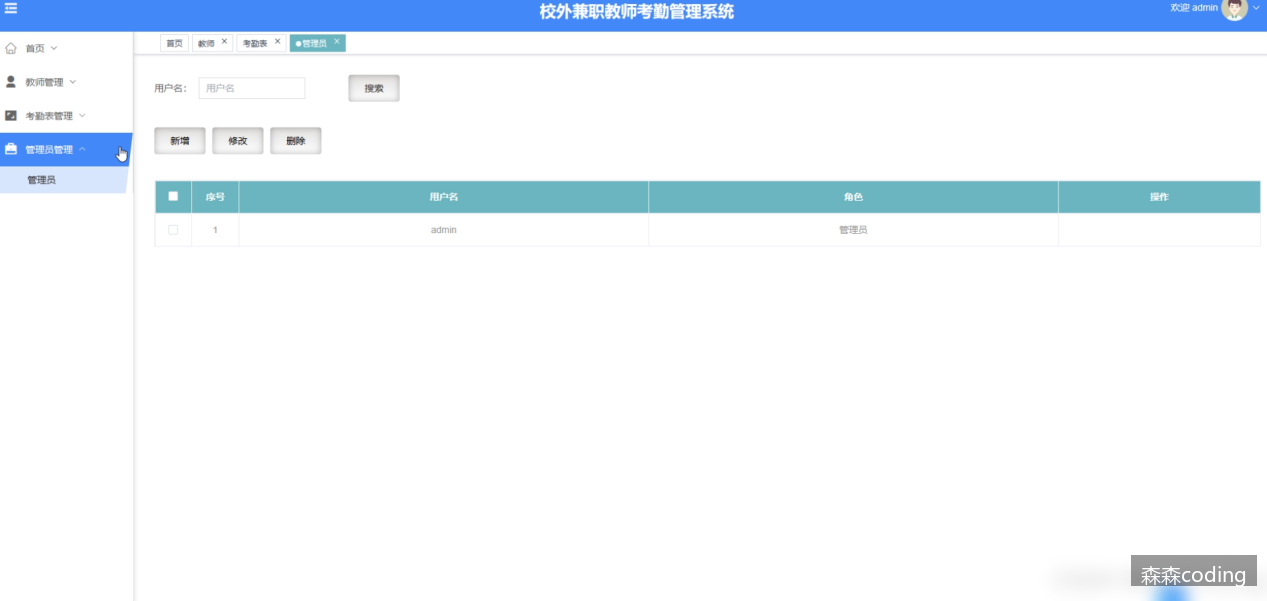 校外兼职教师考勤管理系统
欢迎 admin
首页
教师管理
考勤表管理
管理员管理
管理员
首页 教师 考勤表 管理员
用户名： 用户名 搜索
新增 修改 删除
序号 用户名 角色 操作
1 admin 管理员
森森coding